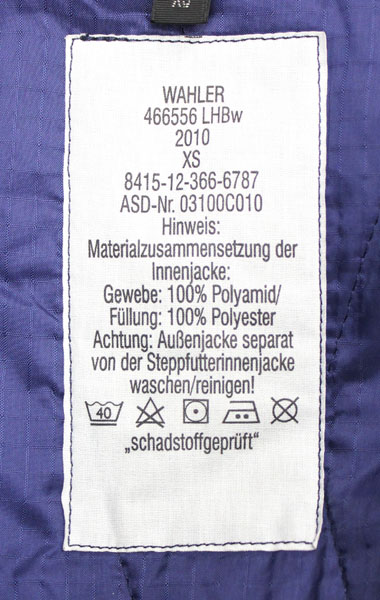 WAHLER
466556 LHBw
2010
XS
8415-12-366-6787
ASD-Nr. 03100C010
Hinweis:
Materialzusammensetzung der
Innenjacke:
Gewebe: 100% Polyamid/
Füllung: 100% Polyester
Achtung: Außenjacke separat
von der Steppfutterinnenjacke
waschen/reinigen!
40
„schadstoffgeprüft“